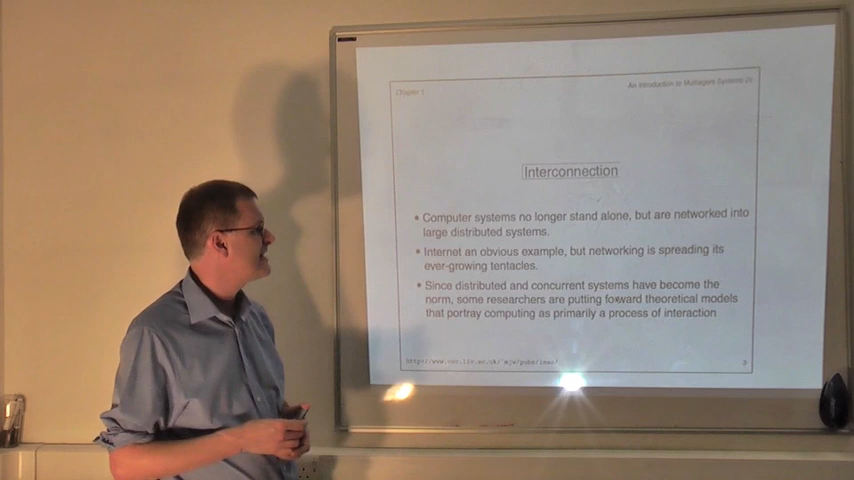 Chapter 1
An Introduction to Multiagent Systems 2e
Interconnection
• Computer systems no longer stand alone, but are networked into
large distributed systems.
• Internet an obvious example, but networking is spreading its
ever-growing tentacles.
• Since distributed and concurrent systems have become the
norm, some researchers are putting forward theoretical models
that portray computing as primarily a process of interaction
3